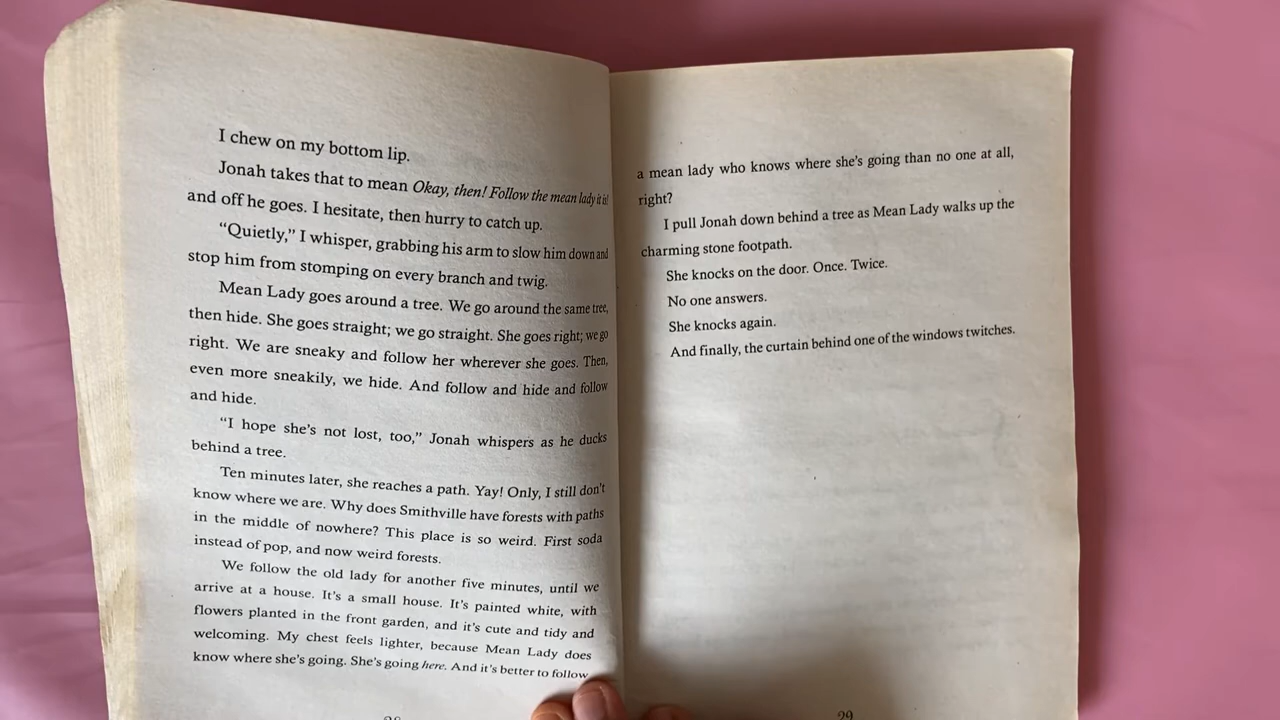 I chew on my bottom lip.
Jonah takes that to mean Okay, then! Follow the mean lady it is!
and off he goes. I hesitate, then hurry to catch up.
“Quietly,” I whisper, grabbing his arm to slow him down and
stop him from stomping on every branch and twig.
Mean Lady goes around a tree. We go around the same tree,
then hide. She goes straight; we go straight. She goes right; we go
right. We are sneaky and follow her wherever she goes. Then,
even more sneakily, we hide. And follow and hide and follow
and hide.
“I hope she’s not lost, too,” Jonah whispers as he ducks
behind a tree.
Ten minutes later, she reaches a path. Yay! Only, I still don’t
know where we are. Why does Smithville have forests with paths
in the middle of nowhere? This place is so weird. First soda
instead of pop, and now weird forests.
We follow the old lady for another five minutes, until we
arrive at a house. It’s a small house. It’s painted white, with
flowers planted in the front garden, and it’s cute and tidy and
welcoming. My chest feels lighter, because Mean Lady does
know where she’s going. She’s going here. And it’s better to follow
a mean lady who knows where she’s going than no one at all,
right?
I pull Jonah down behind a tree as Mean Lady walks up the
charming stone footpath.
She knocks on the door. Once. Twice.
No one answers.
She knocks again.
And finally, the curtain behind one of the windows twitches.
29